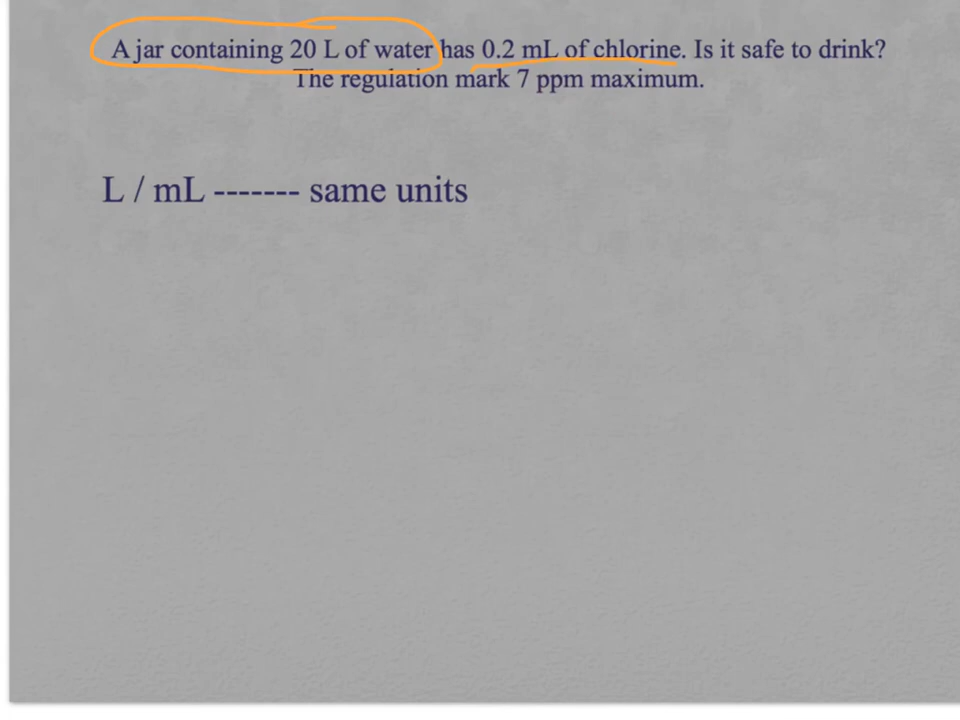 A jar containing 20 L of water has 0.2 mL of chlorine. Is it safe to drink?
The regulation mark 7 ppm maximum.
L / mL ------- same units